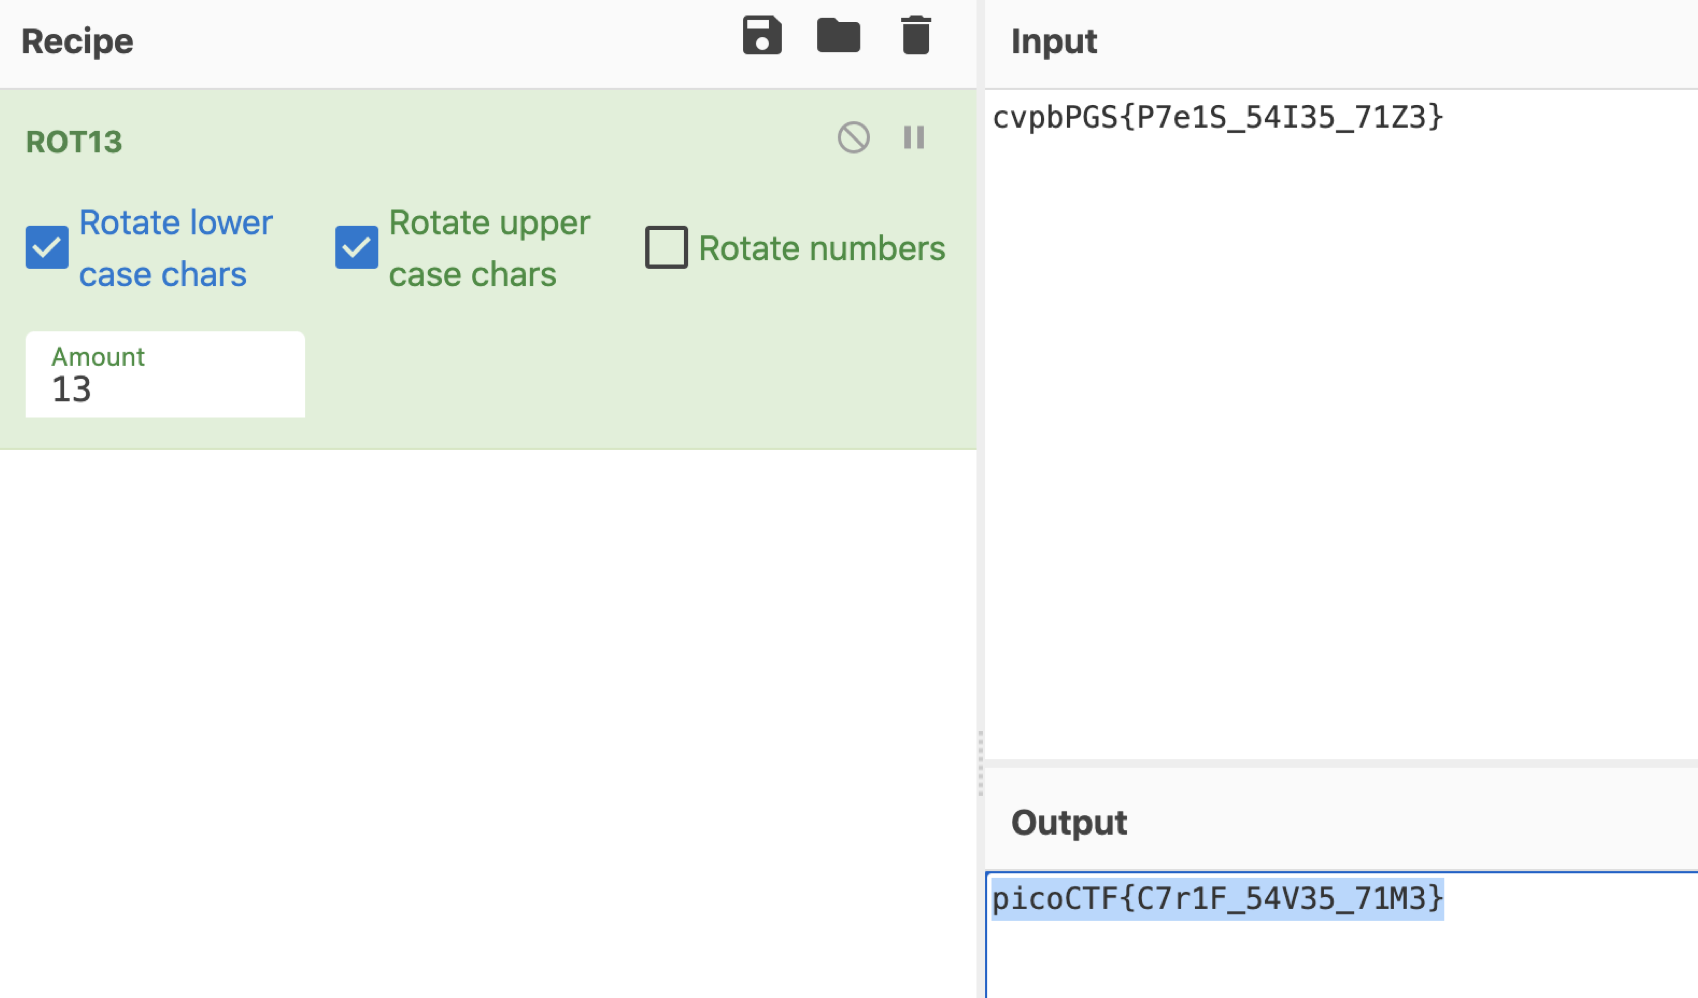 Recipe
ROT13
Rotate lower
case chars
Rotate upper
case chars
Rotate numbers
Amount
13
Input
cvpbPGS{P7e1S_54I35_71Z3}
Output
picoCTF{C7r1F_54V35_71M3}